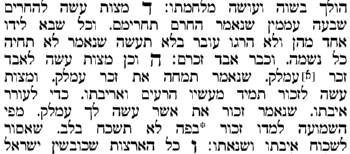 הולך בשוה ועושה מלחמתו: ד מצות עשה להחרים
שבעה עממין שנאמר החרם תחרימם. וכל שבא לידו
אחד מהן ולא הרגו עובר בלא תעשה שנאמר לא תחיה
כל נשמה. וכבר אבד זכרם: ה וכן מצות עשה לאבד
זכר [6] עמלק. שנאמר תמחה את זכר עמלק. ומצות
עשה לזכור תמיד מעשיו הרעים ואריבתו. כדי לעורר
איבתו. שנאמר זכור את אשר עשה לך עמלק. מפי
השמועה למדו זכור *בפה לא תשכח בלב. שאסור
לשכוח איבתו ושנאתו: ו כל הארצות שכובשין ישראל